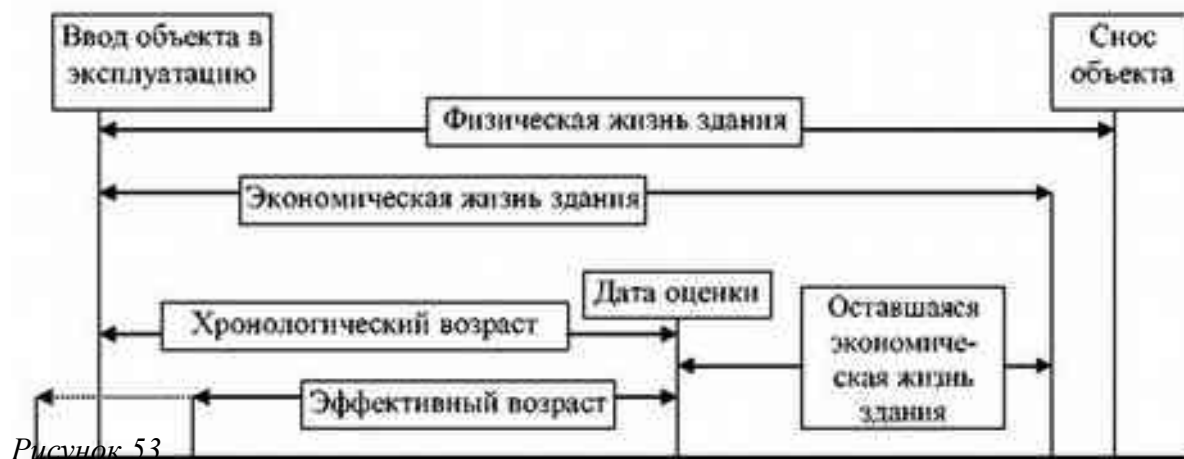 Ввод объекта в
эксплуатацию
Снос
объекта
Физическая жизнь здания
Экономическая жизнь здания
Дата оценки
Хронологический возраст
Оставшаяся
экономиче-
ская жизнь
здания
Эффективный возраст
Рисунок 53